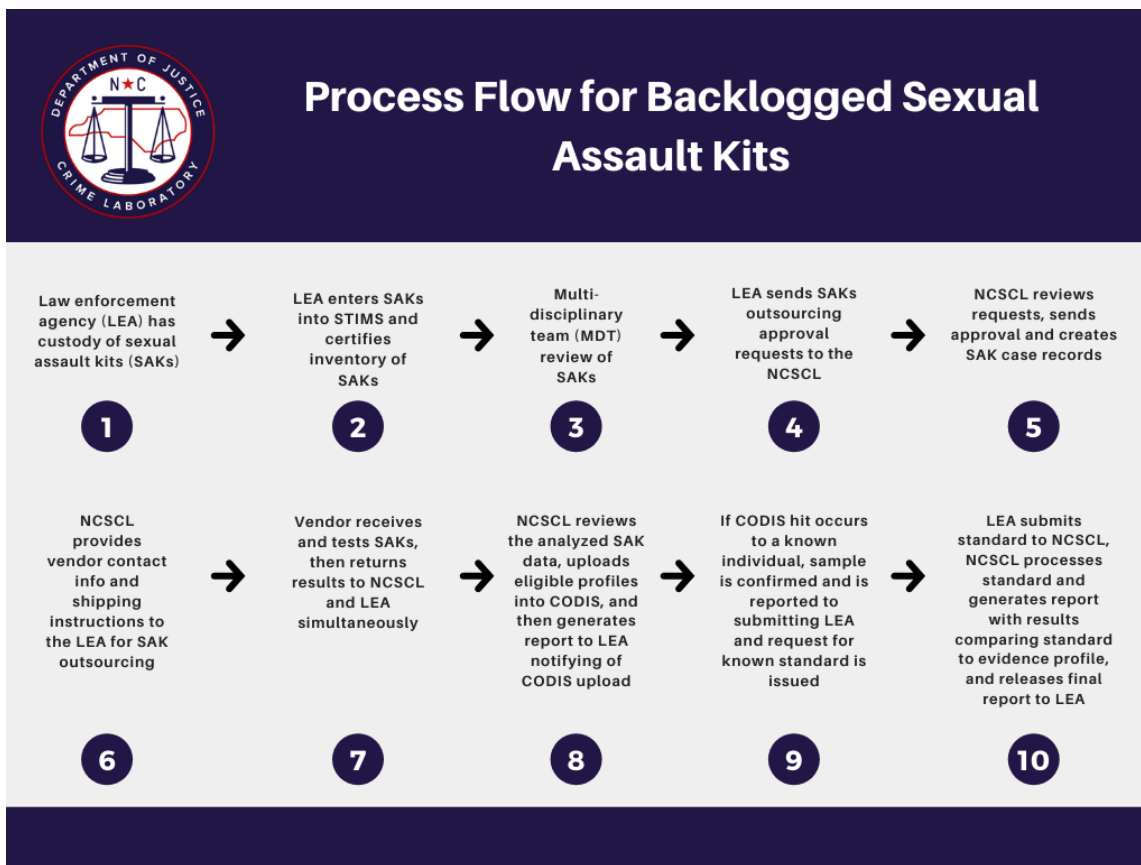 DEPARTMENT OF JUSTICE
N★C
CRIME LABORATORY
Process Flow for Backlogged Sexual
Assault Kits
Law enforcement
agency (LEA) has
custody of sexual
assault kits (SAKs)
1
LEA enters SAKs
into STIMS and
certifies
inventory of
SAKs
2
Multi-
disciplinary
team (MDT)
review of
SAKs
3
LEA sends SAKs
outsourcing
approval
requests to the
NCSCL
4
NCSCL reviews
requests, sends
approval and creates
SAK case records
5
NCSCL
provides
vendor contact
info and
shipping
instructions to
the LEA for SAK
outsourcing
6
Vendor receives
and tests SAKs,
then returns
results to NCSCL
and LEA
simultaneously
7
NCSCL reviews
the analyzed SAK
data, uploads
eligible profiles
into CODIS, and
then generates
report to LEA
notifying of
CODIS upload
8
If CODIS hit occurs
to a known
individual, sample
is confirmed and is
reported to
submitting LEA
and request for
known standard is
issued
9
LEA submits
standard to NCSCL,
NCSCL processes
standard and
generates report
with results
comparing standard
to evidence profile,
and releases final
report to LEA
10